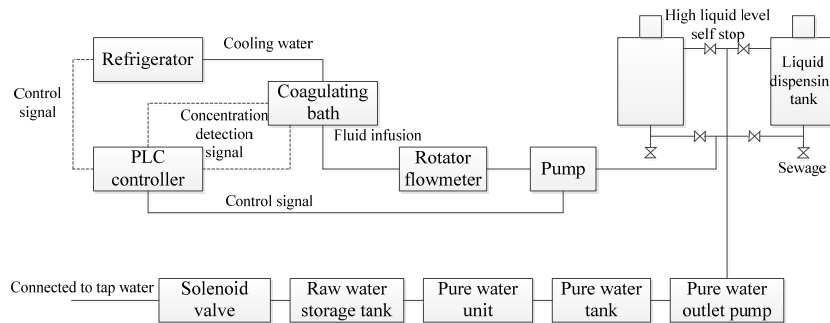 High liquid level
self stop
Cooling water
Refrigerator
Control
signal
Coagulating
bath
Liquid
dispensin
tank
Concentration
detection
signal
Fluid infusion
PLC
controller
Rotator
flowmeter
Pump
Sewage
Control signal
Connected to tap water
Solenoid
valve
Raw water
storage tank
Pure water
unit
Pure water
tank
Pure water
outlet pump